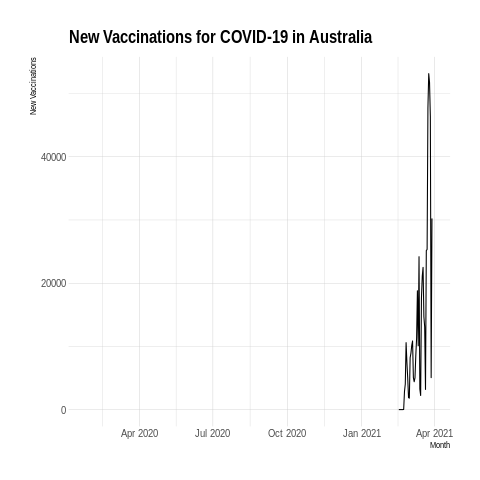 New Vaccinations for COVID-19 in Australia
New Vaccinations
40000
20000
0
Apr 2020 Jul 2020 Oct 2020 Jan 2021 Apr 2021
Month